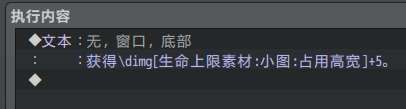 执行内容
◆文本：无, 窗口, 底部
：　：获得\dimg[生命上限素材:小图:占用高宽]+5。
◆